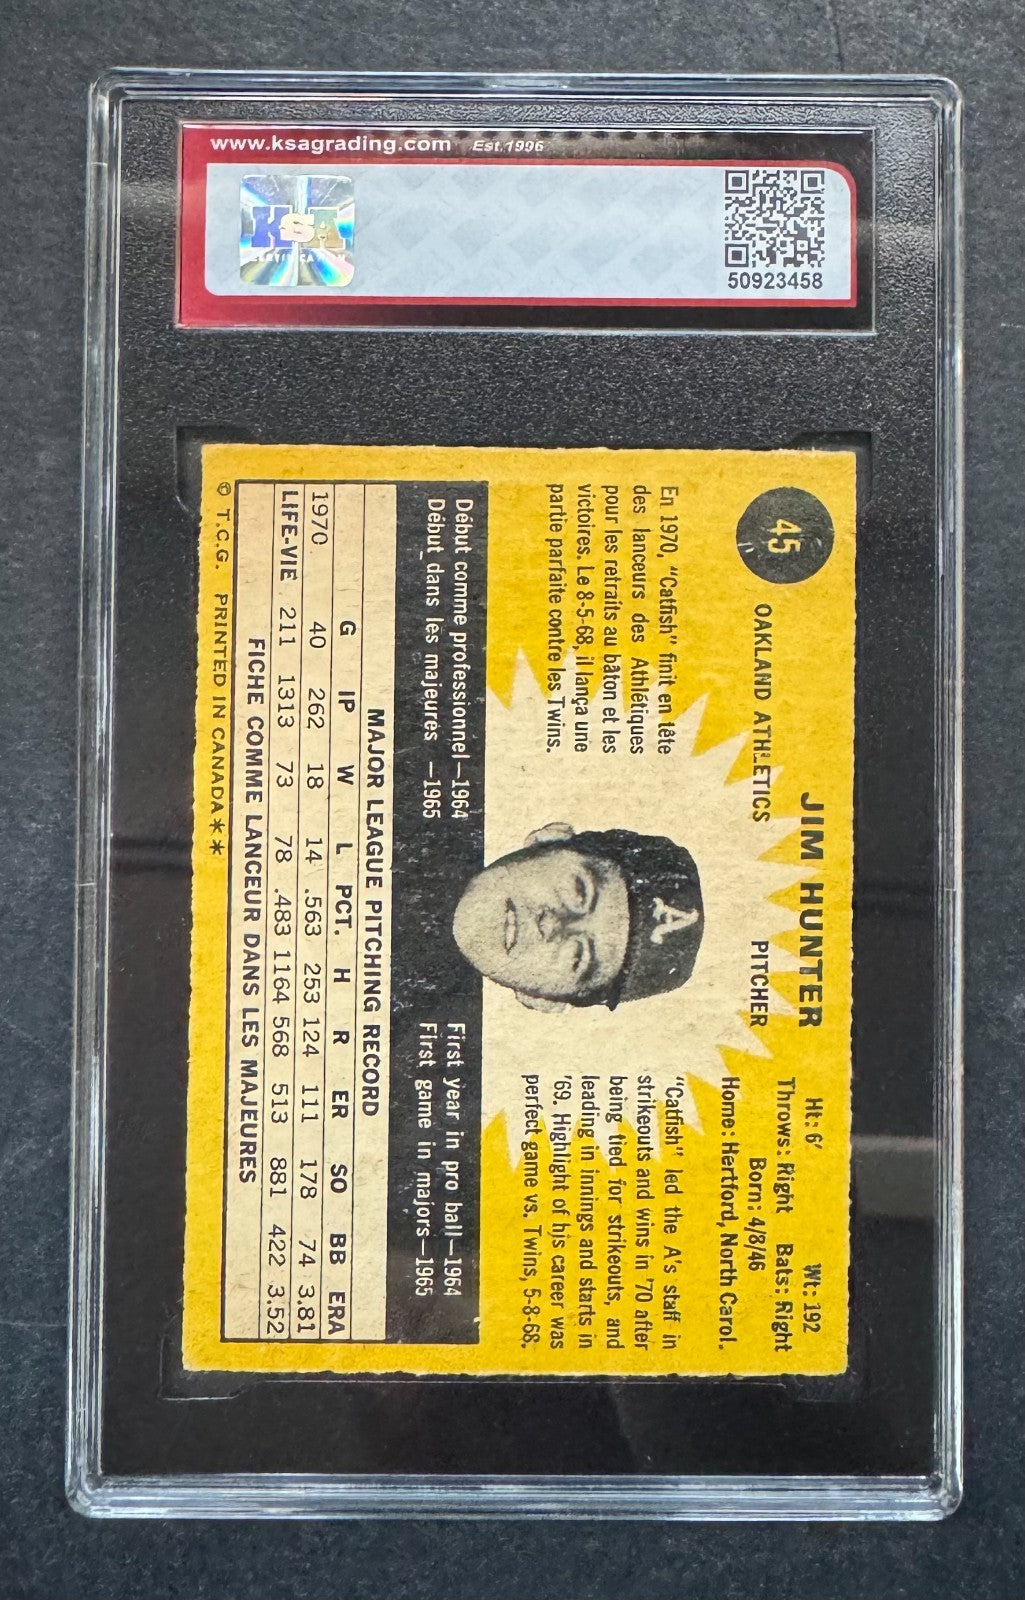 www.ksagrading.com Est.1996
KSA
CERTIFICATION
50923458
45
JIM HUNTER
OAKLAND ATHLETICS PITCHER
Ht: 6′ Wt: 192
Throws: Right Bats: Right
Born: 4/8/46
Home: Hertford, North Carol.
En 1970, "Catfish" finit en tête
des lanceurs des Athlétiques
pour les retraits au bâton et les
victoires. Le 8-5-68, il lança une
partie parfaite contre les Twins.
"Catfish" led the A's staff in
strikeouts and wins in '70 after
being tied for strikeouts, and
leading in innings and starts in
'69. Highlight of his career was
perfect game vs. Twins, 5-8-68.
A
Début comme professionnel—1964
Début dans les majeures —1965
First year in pro ball—1964
First game in majors—1965
MAJOR LEAGUE PITCHING RECORD
G IP W L PCT. H R ER SO BB ERA
1970 40 262 18 14 .563 253 124 111 178 74 3.81
LIFE-VIE 211 1313 73 78 .483 1164 568 513 881 422 3.52
FICHE COMME LANCEUR DANS LES MAJEURES
© T.C.G. PRINTED IN CANADA**